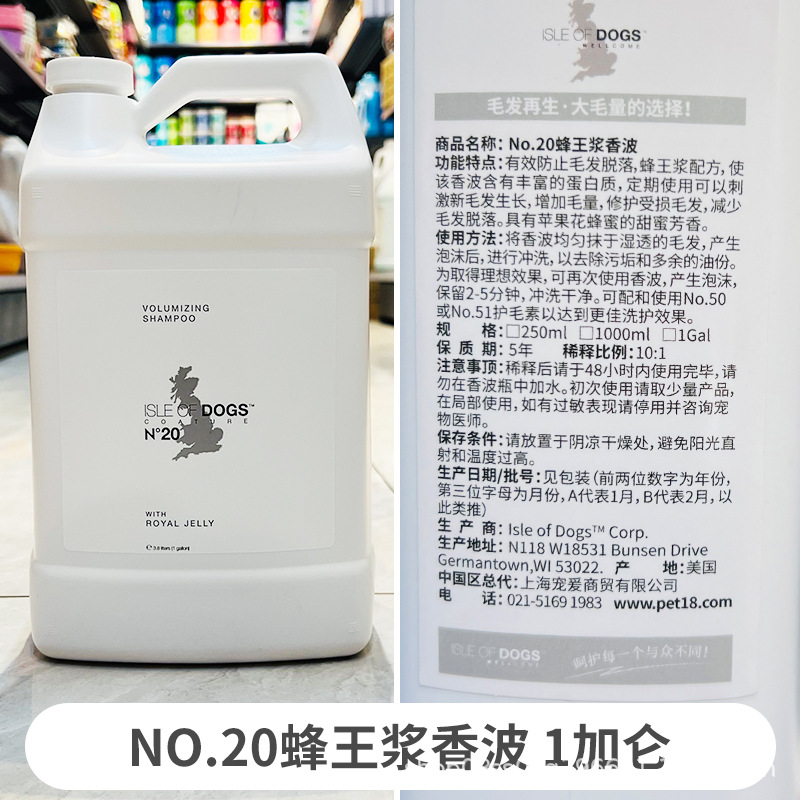 VOLUMIZING
SHAMPOO
ISLE OF DOGS™
COATURE
N°20
WITH
ROYAL JELLY
℮ 3.8 liters (1 gallon)
ISLE OF DOGS™
WELLCOME
毛发再生·大毛量的选择！
商品名称：No.20蜂王浆香波
功能特点：有效防止毛发脱落，蜂王浆配方，使
该香波含有丰富的蛋白质，定期使用可以刺
激新毛发生长，增加毛量，修护受损毛发，减少
毛发脱落。具有苹果花蜂蜜的甜蜜芳香。
使用方法：将香波均匀抹于湿透的毛发，产生
泡沫后，进行冲洗，以去除污垢和多余的油份。
为取得理想效果，可再次使用香波，产生泡沫，
保留2-5分钟，冲洗干净。可配和使用No.50
或No.51护毛素以达到更佳洗护效果。
规 格：□250ml □1000ml □1Gal
保 质 期：5年 稀释比例：10:1
注意事项：稀释后请于48小时内使用完毕，请
勿在香波瓶中加水。初次使用请取少量产品，
在局部使用，如有过敏表现请停用并咨询宠
物医师。
保存条件：请放置于阴凉干燥处，避免阳光直
射和温度过高。
生产日期/批号：见包装（前两位数字为年份，
第三位字母为月份，A代表1月，B代表2月，以
此类推）
生 产 商：Isle of Dogs™ Corp.
生产地址：N118 W18531 Bunsen Drive
Germantown,WI 53022. 产 地：美国
中国区总代：上海宠爱商贸有限公司
电 话：021-5169 1983 www.pet18.com
ISLE OF DOGS™
WELLCOME
呵护每一个与众不同！
NO.20蜂王浆香波 1加仑